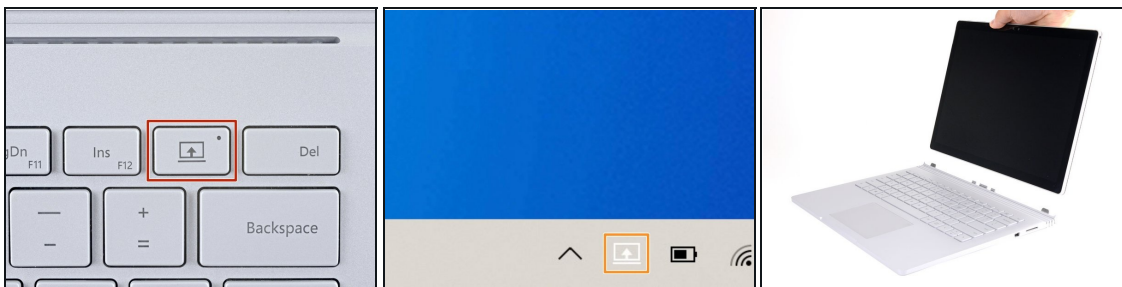 gDn
F11
Ins
F12
Del
—
-
+
=
Backspace